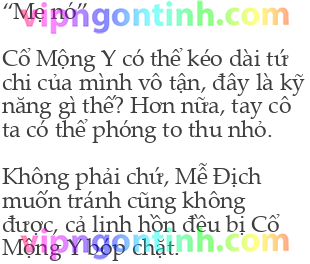 vipngontinh.com
“Mẹ nó”
Cổ Mộng Y có thể kéo dài tứ
chi của mình vô tận, đây là kỹ
năng gì thế? Hơn nữa, tay cô
ta có thể phóng to thu nhỏ.
Không phải chứ, Mễ Địch
muốn tránh cũng không
được, cả linh hồn đều bị Cổ
Mộng Y bóp chặt.
vipngontinh.com